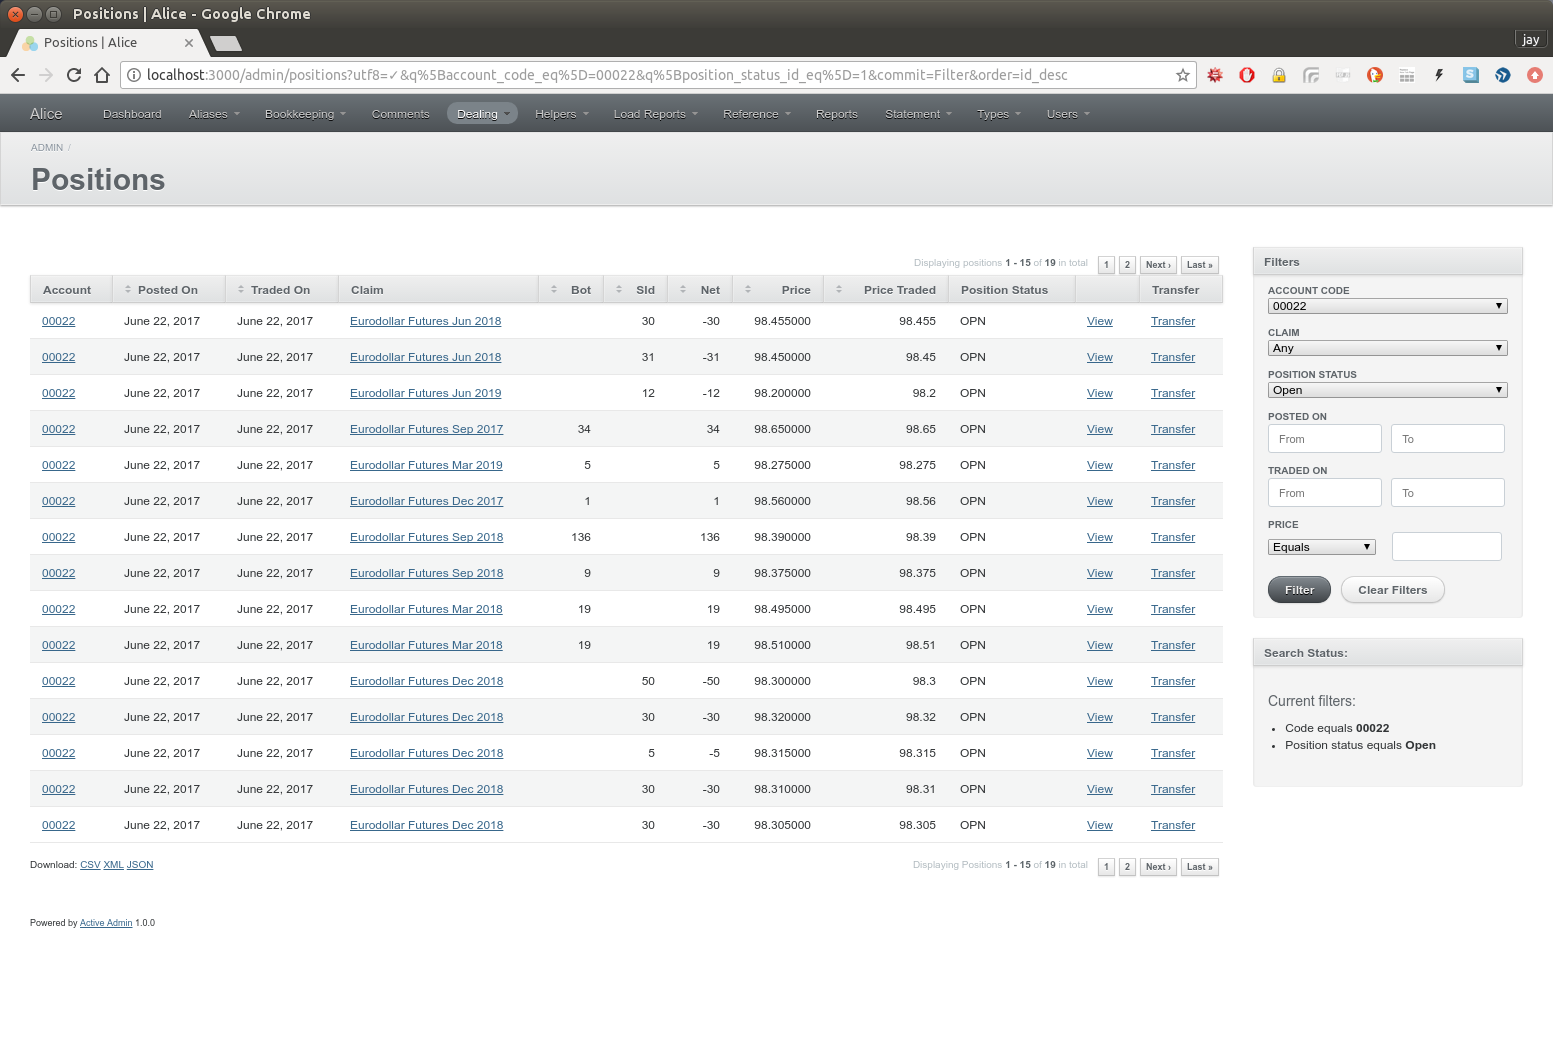 Positions | Alice - Google Chrome
Positions | Alice
jay
localhost:3000/admin/positions?utf8=✓&q%5Baccount_code_eq%5D=00022&q%5Bposition_status_id_eq%5D=1&commit=Filter&order=id_desc
Alice Dashboard Aliases Bookkeeping Comments Dealing Helpers Load Reports Reference Reports Statement Types Users
ADMIN /
Positions
Displaying positions 1 - 15 of 19 in total 1 2 Next › Last »
Account Posted On Traded On Claim Bot Sld Net Price Price Traded Position Status Transfer
00022 June 22, 2017 June 22, 2017 Eurodollar Futures Jun 2018 30 -30 98.455000 98.455 OPN View Transfer
00022 June 22, 2017 June 22, 2017 Eurodollar Futures Jun 2018 31 -31 98.450000 98.45 OPN View Transfer
00022 June 22, 2017 June 22, 2017 Eurodollar Futures Jun 2019 12 -12 98.200000 98.2 OPN View Transfer
00022 June 22, 2017 June 22, 2017 Eurodollar Futures Sep 2017 34 34 98.650000 98.65 OPN View Transfer
00022 June 22, 2017 June 22, 2017 Eurodollar Futures Mar 2019 5 5 98.275000 98.275 OPN View Transfer
00022 June 22, 2017 June 22, 2017 Eurodollar Futures Dec 2017 1 1 98.560000 98.56 OPN View Transfer
00022 June 22, 2017 June 22, 2017 Eurodollar Futures Sep 2018 136 136 98.390000 98.39 OPN View Transfer
00022 June 22, 2017 June 22, 2017 Eurodollar Futures Sep 2018 9 9 98.375000 98.375 OPN View Transfer
00022 June 22, 2017 June 22, 2017 Eurodollar Futures Mar 2018 19 19 98.495000 98.495 OPN View Transfer
00022 June 22, 2017 June 22, 2017 Eurodollar Futures Mar 2018 19 19 98.510000 98.51 OPN View Transfer
00022 June 22, 2017 June 22, 2017 Eurodollar Futures Dec 2018 50 -50 98.300000 98.3 OPN View Transfer
00022 June 22, 2017 June 22, 2017 Eurodollar Futures Dec 2018 30 -30 98.320000 98.32 OPN View Transfer
00022 June 22, 2017 June 22, 2017 Eurodollar Futures Dec 2018 5 -5 98.315000 98.315 OPN View Transfer
00022 June 22, 2017 June 22, 2017 Eurodollar Futures Dec 2018 30 -30 98.310000 98.31 OPN View Transfer
00022 June 22, 2017 June 22, 2017 Eurodollar Futures Dec 2018 30 -30 98.305000 98.305 OPN View Transfer
Download: CSV XML JSON
Displaying Positions 1 - 15 of 19 in total 1 2 Next › Last »
Filters
ACCOUNT CODE
00022
CLAIM
Any
POSITION STATUS
Open
POSTED ON
From To
TRADED ON
From To
PRICE
Equals
Filter Clear Filters
Search Status:
Current filters:
• Code equals 00022
• Position status equals Open
Powered by Active Admin 1.0.0